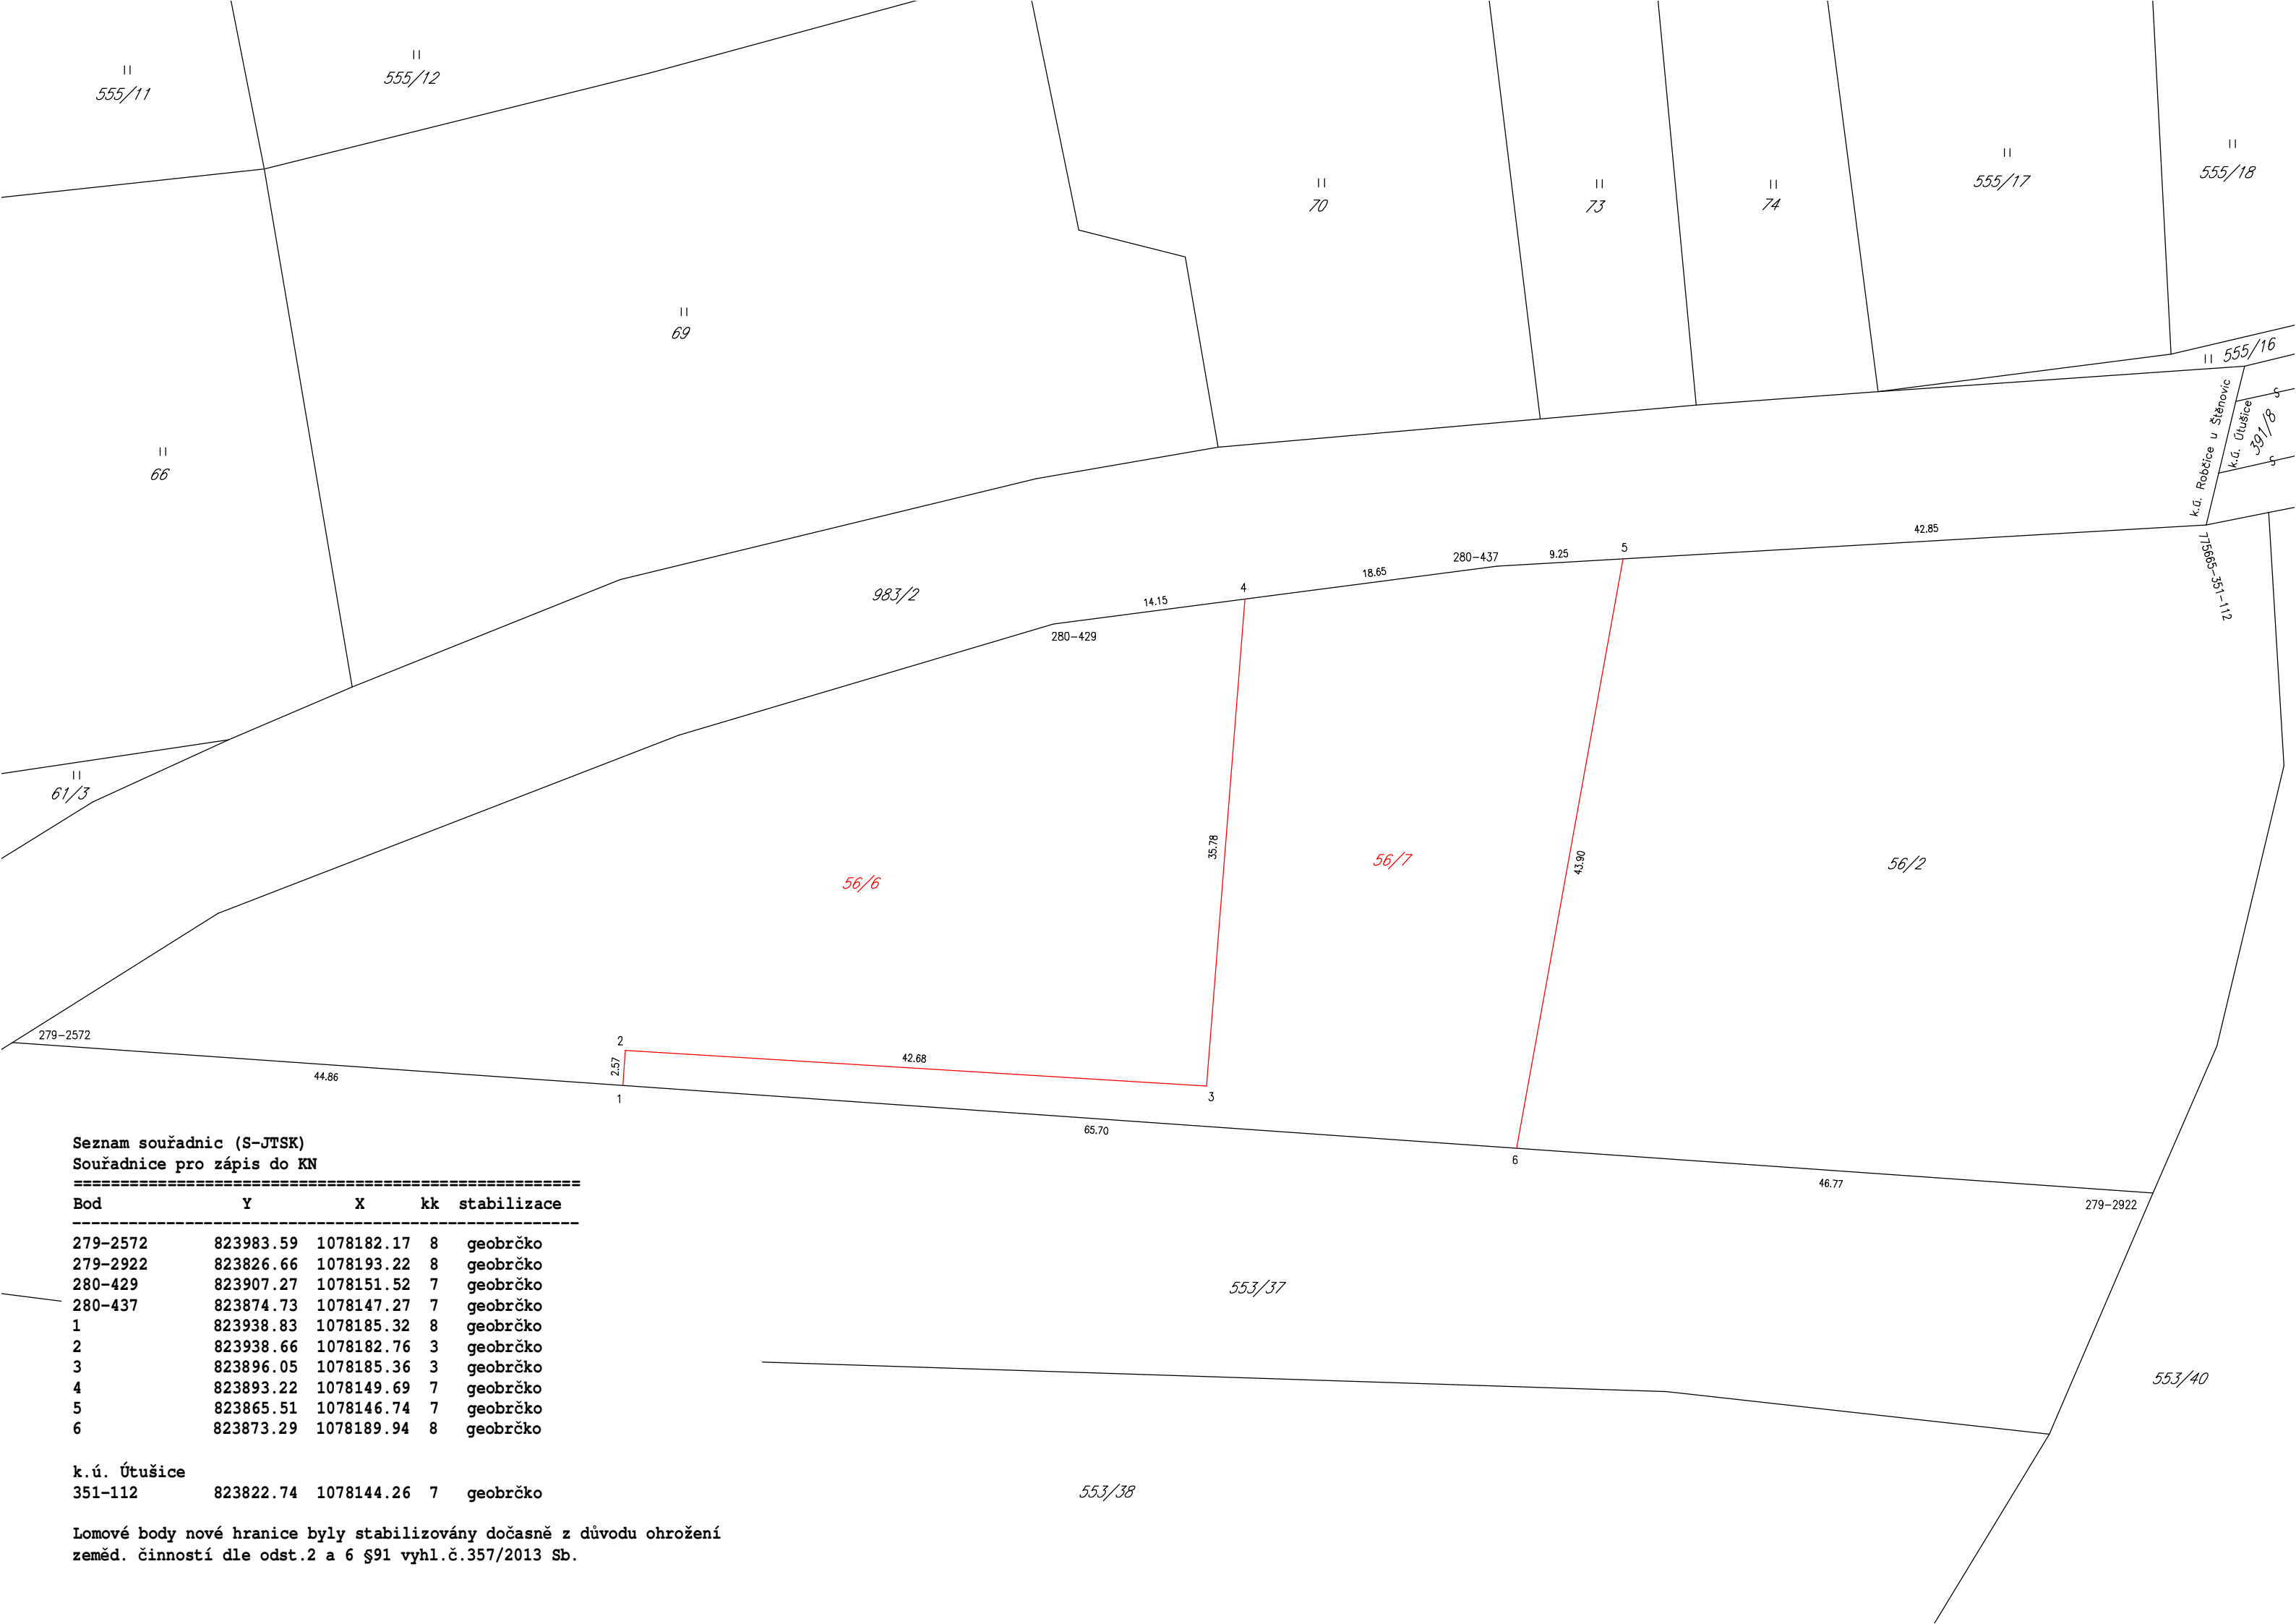 555/11
555/12
70
73
74
555/17
555/18
69
66
555/16
k.ú. Robčice u Štěnovic
k.ú. Útušice
391/8
775665-351-112
61/3
983/2
280-429
14.15
4
18.65
280-437
9.25
5
42.85
35.78
43.90
56/6
56/7
56/2
279-2572
44.86
2
2.57
1
42.68
3
65.70
6
46.77
279-2922
553/37
553/40
553/38
Seznam souřadnic (S-JTSK)
Souřadnice pro zápis do KN
======================================================
Bod Y X kk stabilizace
------------------------------------------------------
279-2572 823983.59 1078182.17 8 geobrčko
279-2922 823826.66 1078193.22 8 geobrčko
280-429 823907.27 1078151.52 7 geobrčko
280-437 823874.73 1078147.27 7 geobrčko
1 823938.83 1078185.32 8 geobrčko
2 823938.66 1078182.76 3 geobrčko
3 823896.05 1078185.36 3 geobrčko
4 823893.22 1078149.69 7 geobrčko
5 823865.51 1078146.74 7 geobrčko
6 823873.29 1078189.94 8 geobrčko
k.ú. Útušice
351-112 823822.74 1078144.26 7 geobrčko
Lomové body nové hranice byly stabilizovány dočasně z důvodu ohrožení
zeměd. činností dle odst.2 a 6 §91 vyhl.č.357/2013 Sb.